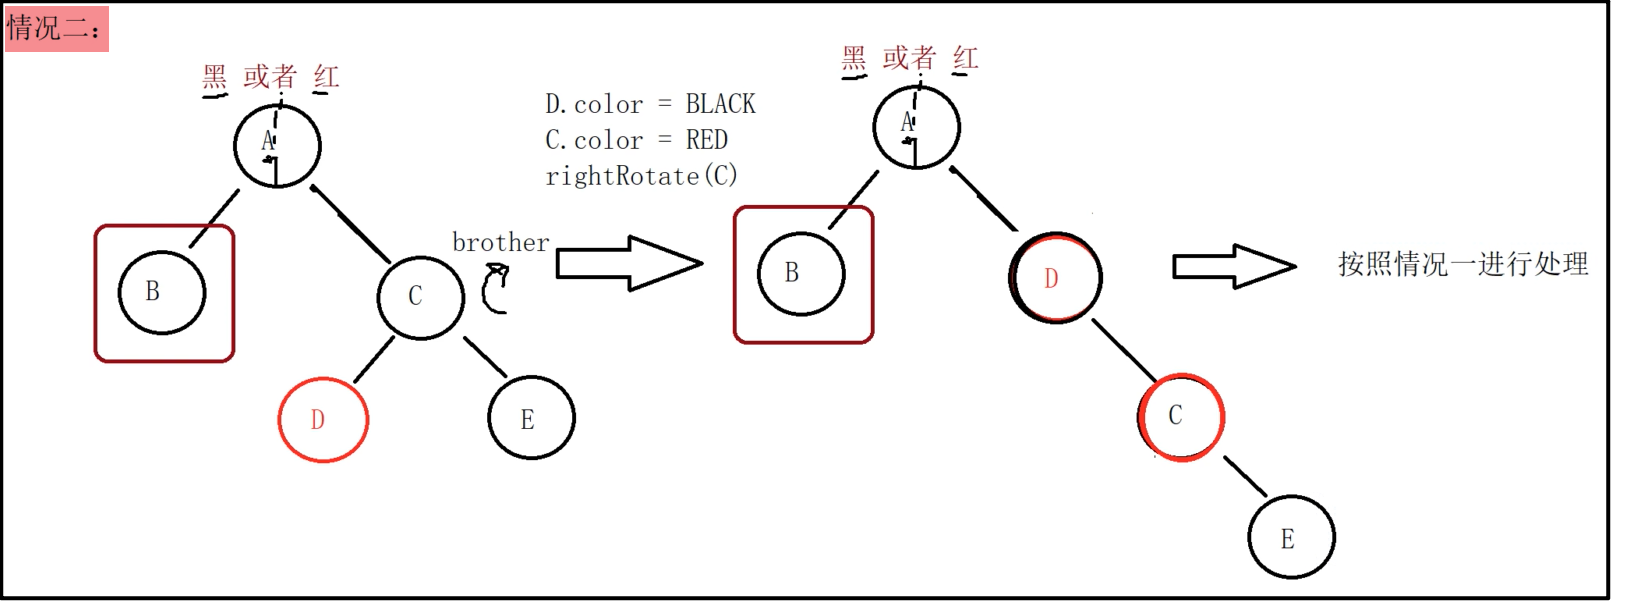 情况二：
黑 或者 红
A
B
brother
C
D
E
D.color = BLACK
C.color = RED
rightRotate(C)
黑 或者 红
A
B
D
C
E
按照情况一进行处理